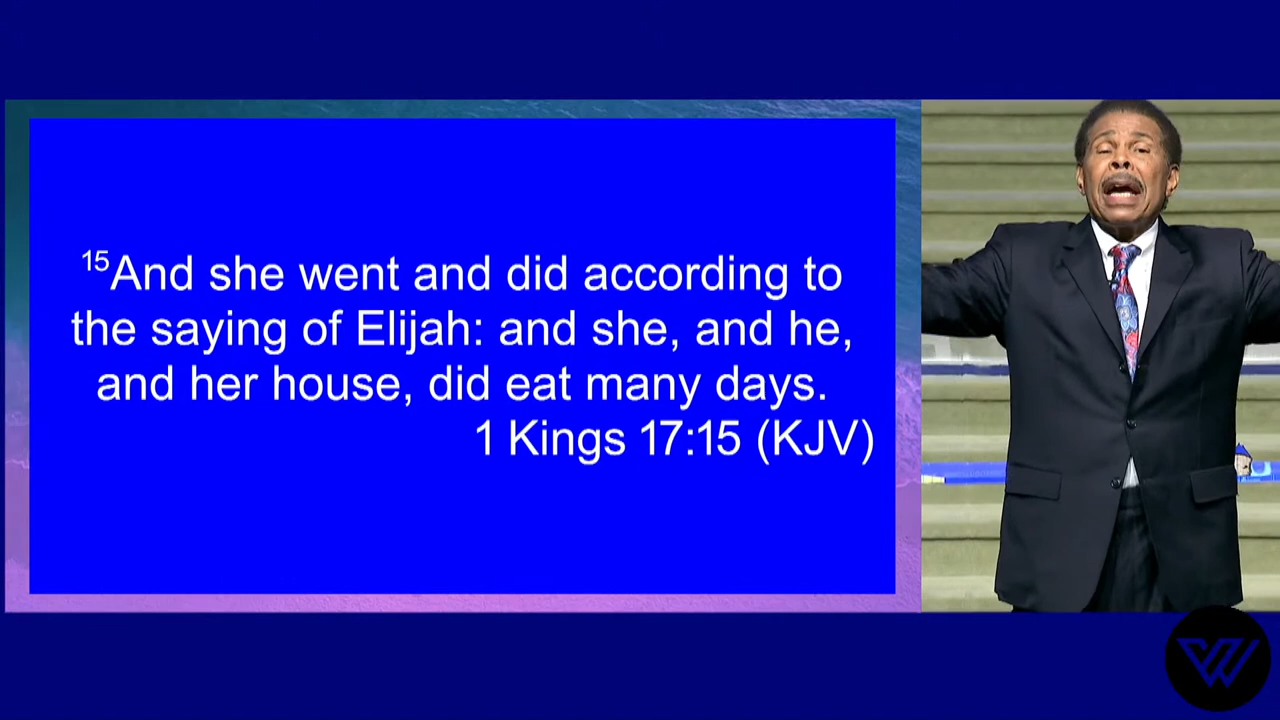 15And she went and did according to
the saying of Elijah: and she, and he,
and her house, did eat many days.
1 Kings 17:15 (KJV)